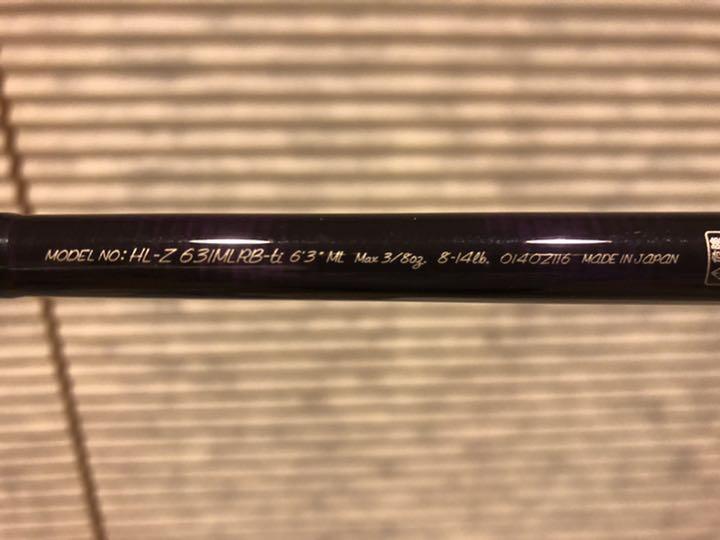 MODEL NO: HL-Z 631MLRB-ti 6'3" ML Max 3/8oz. 8-14lb. 01402116 MADE IN JAPAN